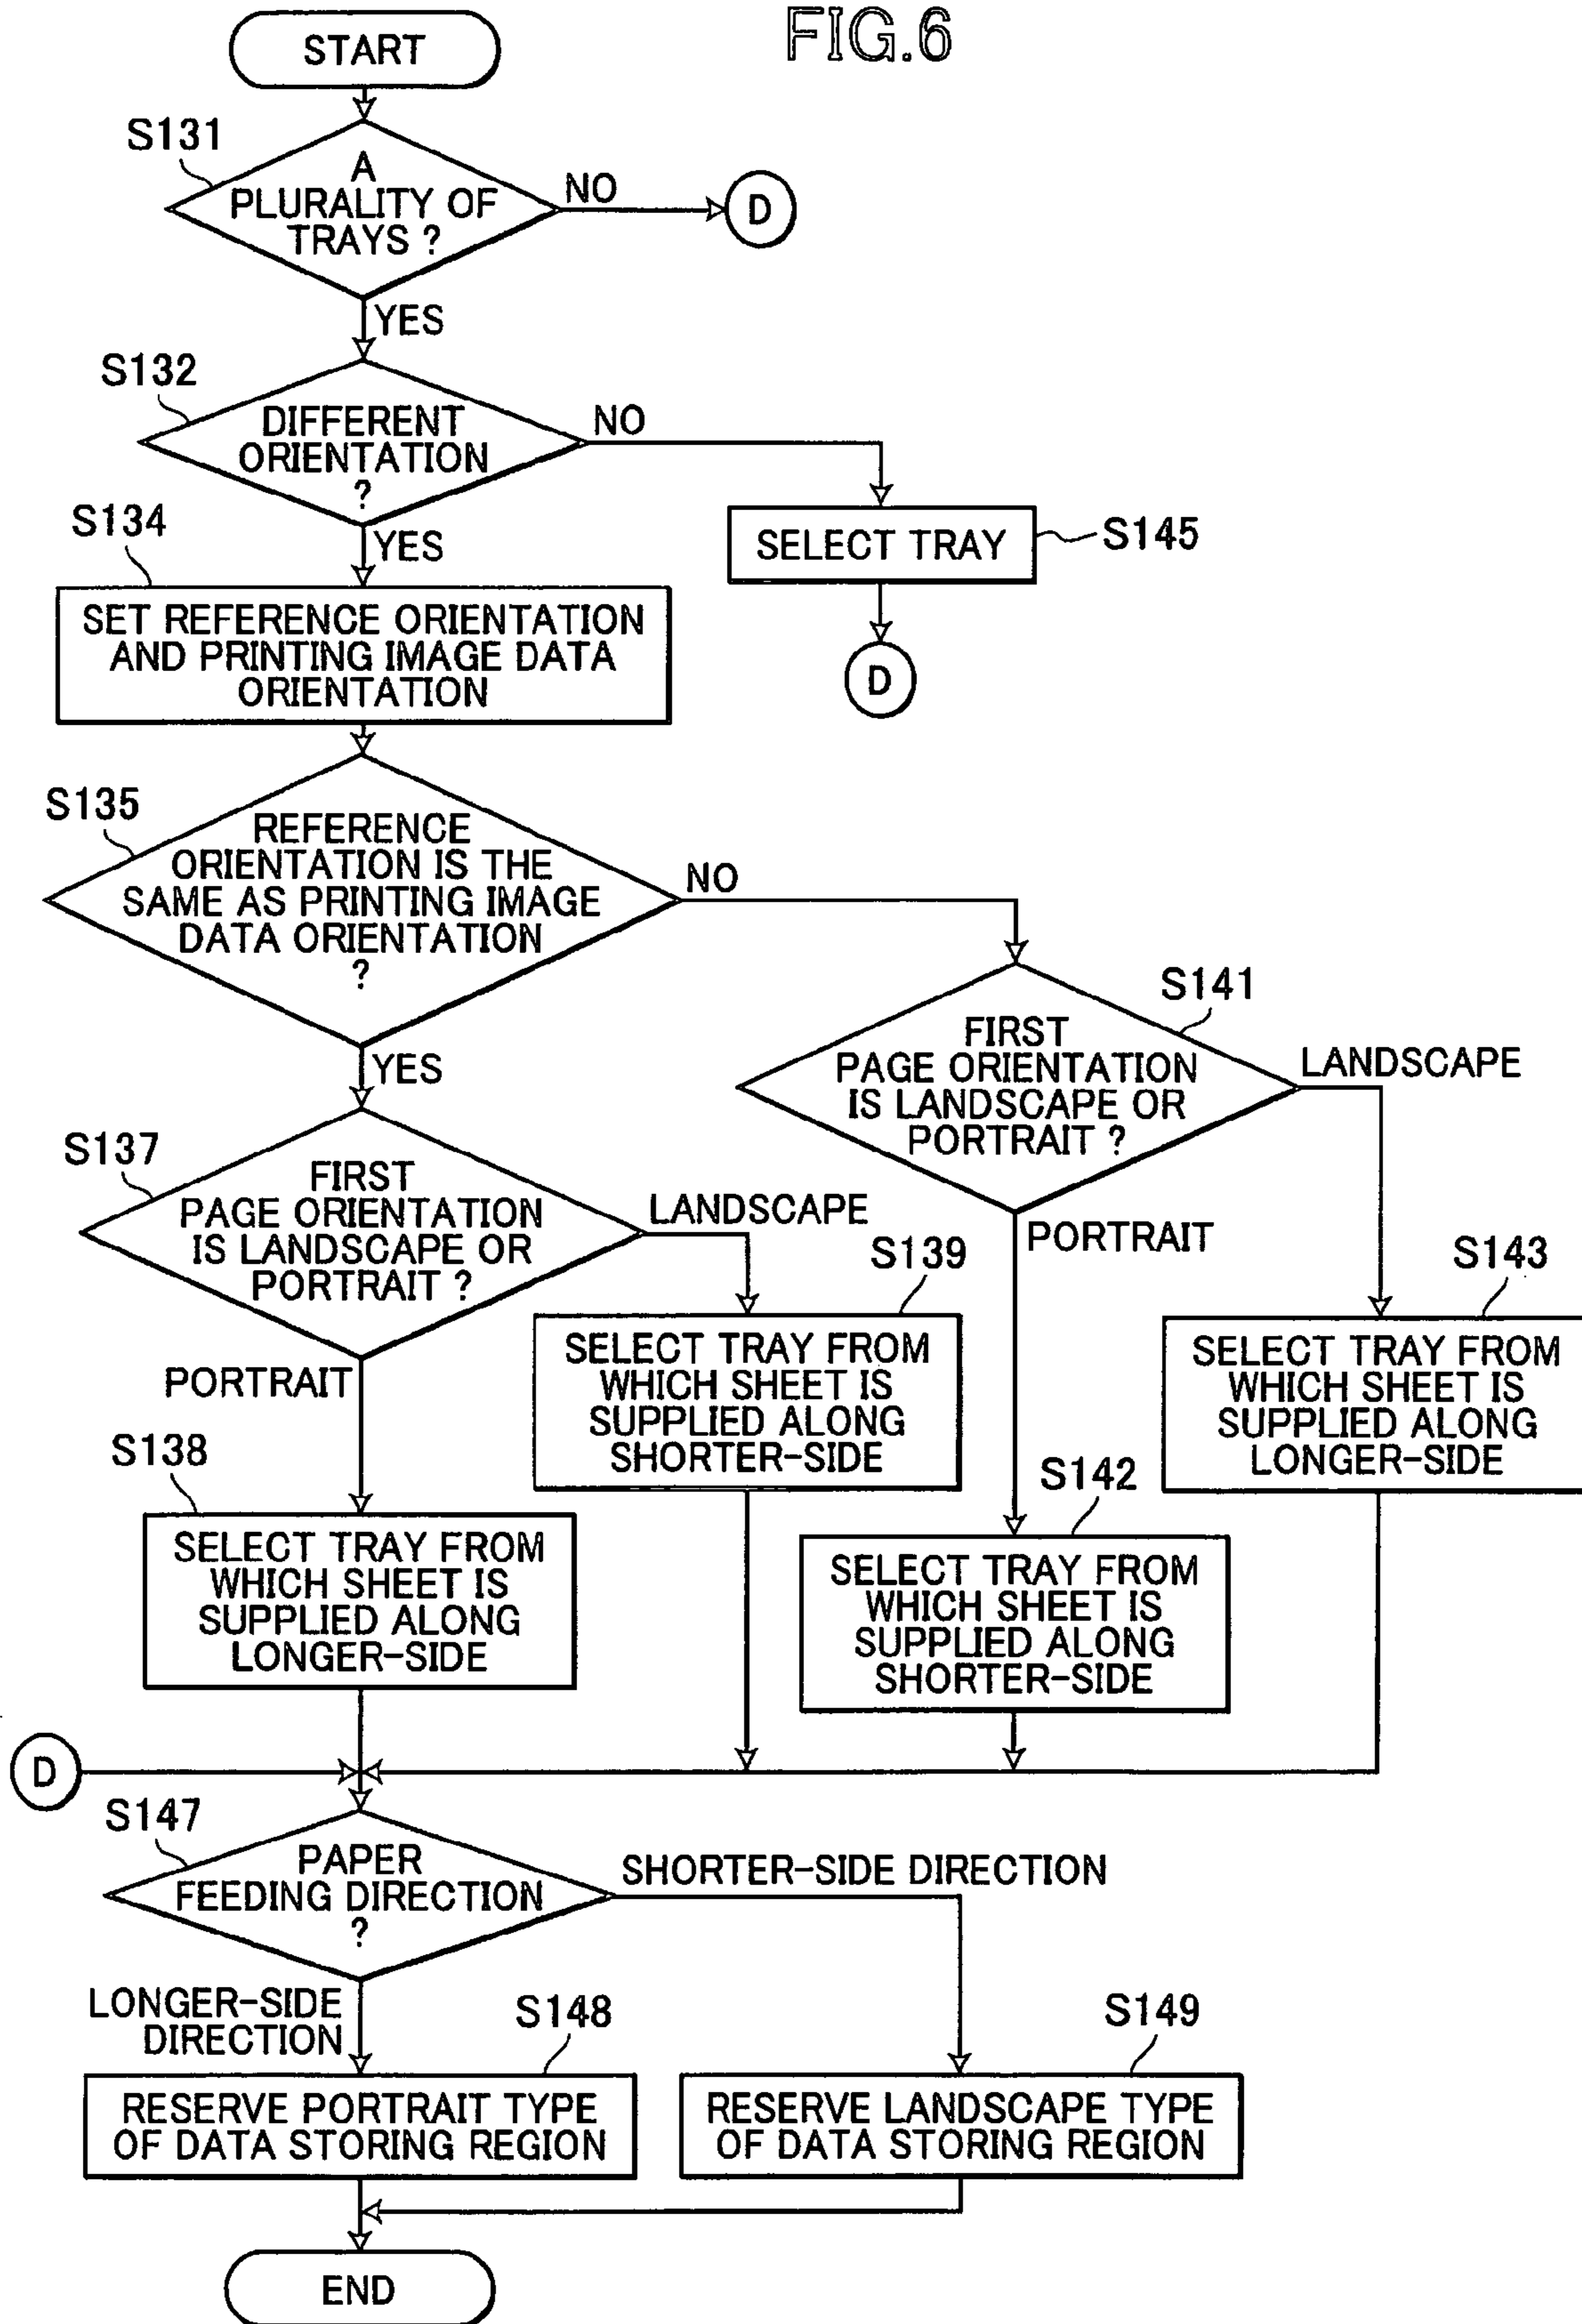 FIG.6
START
S131
A
PLURALITY OF
TRAYS ?
NO
D
YES
S132
DIFFERENT
ORIENTATION
?
NO
SELECT TRAY
S145
D
YES
S134
SET REFERENCE ORIENTATION
AND PRINTING IMAGE DATA
ORIENTATION
S135
REFERENCE
ORIENTATION IS THE
SAME AS PRINTING IMAGE
DATA ORIENTATION
?
NO
YES
S141
FIRST
PAGE ORIENTATION
IS LANDSCAPE OR
PORTRAIT ?
LANDSCAPE
PORTRAIT
S137
FIRST
PAGE ORIENTATION
IS LANDSCAPE OR
PORTRAIT ?
LANDSCAPE
PORTRAIT
S139
SELECT TRAY FROM
WHICH SHEET IS
SUPPLIED ALONG
SHORTER-SIDE
S143
SELECT TRAY FROM
WHICH SHEET IS
SUPPLIED ALONG
LONGER-SIDE
S138
SELECT TRAY FROM
WHICH SHEET IS
SUPPLIED ALONG
LONGER-SIDE
S142
SELECT TRAY FROM
WHICH SHEET IS
SUPPLIED ALONG
SHORTER-SIDE
D
S147
PAPER
FEEDING DIRECTION
?
SHORTER-SIDE DIRECTION
LONGER-SIDE
DIRECTION
S148
RESERVE PORTRAIT TYPE
OF DATA STORING REGION
S149
RESERVE LANDSCAPE TYPE
OF DATA STORING REGION
END